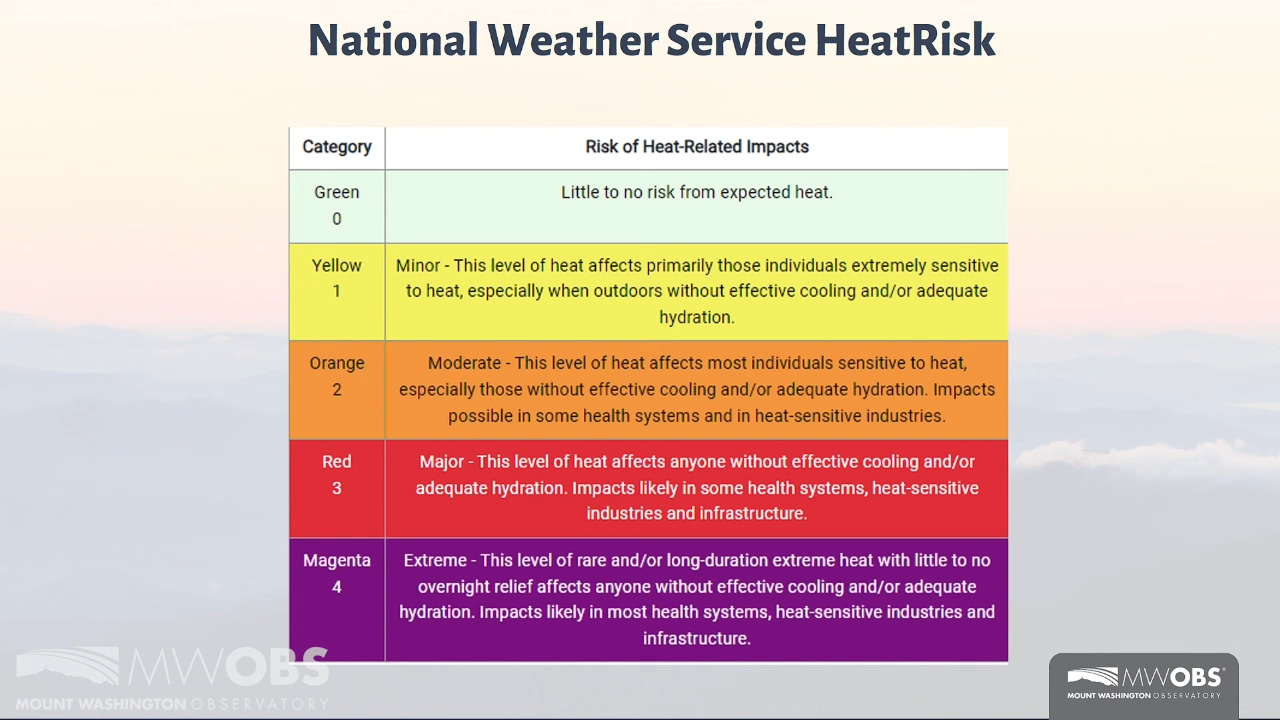 National Weather Service HeatRisk
Category
Risk of Heat-Related Impacts
Green
0
Little to no risk from expected heat.
Yellow
1
Minor - This level of heat affects primarily those individuals extremely sensitive
to heat, especially when outdoors without effective cooling and/or adequate
hydration.
Orange
2
Moderate - This level of heat affects most individuals sensitive to heat,
especially those without effective cooling and/or adequate hydration. Impacts
possible in some health systems and in heat-sensitive industries.
Red
3
Major - This level of heat affects anyone without effective cooling and/or
adequate hydration. Impacts likely in some health systems, heat-sensitive
industries and infrastructure.
Magenta
4
Extreme - This level of rare and/or long-duration extreme heat with little to no
overnight relief affects anyone without effective cooling and/or adequate
hydration. Impacts likely in most health systems, heat-sensitive industries and
infrastructure.
MWOBS
MOUNT WASHINGTON OBSERVATORY
MWOBS
MOUNT WASHINGTON OBSERVATORY